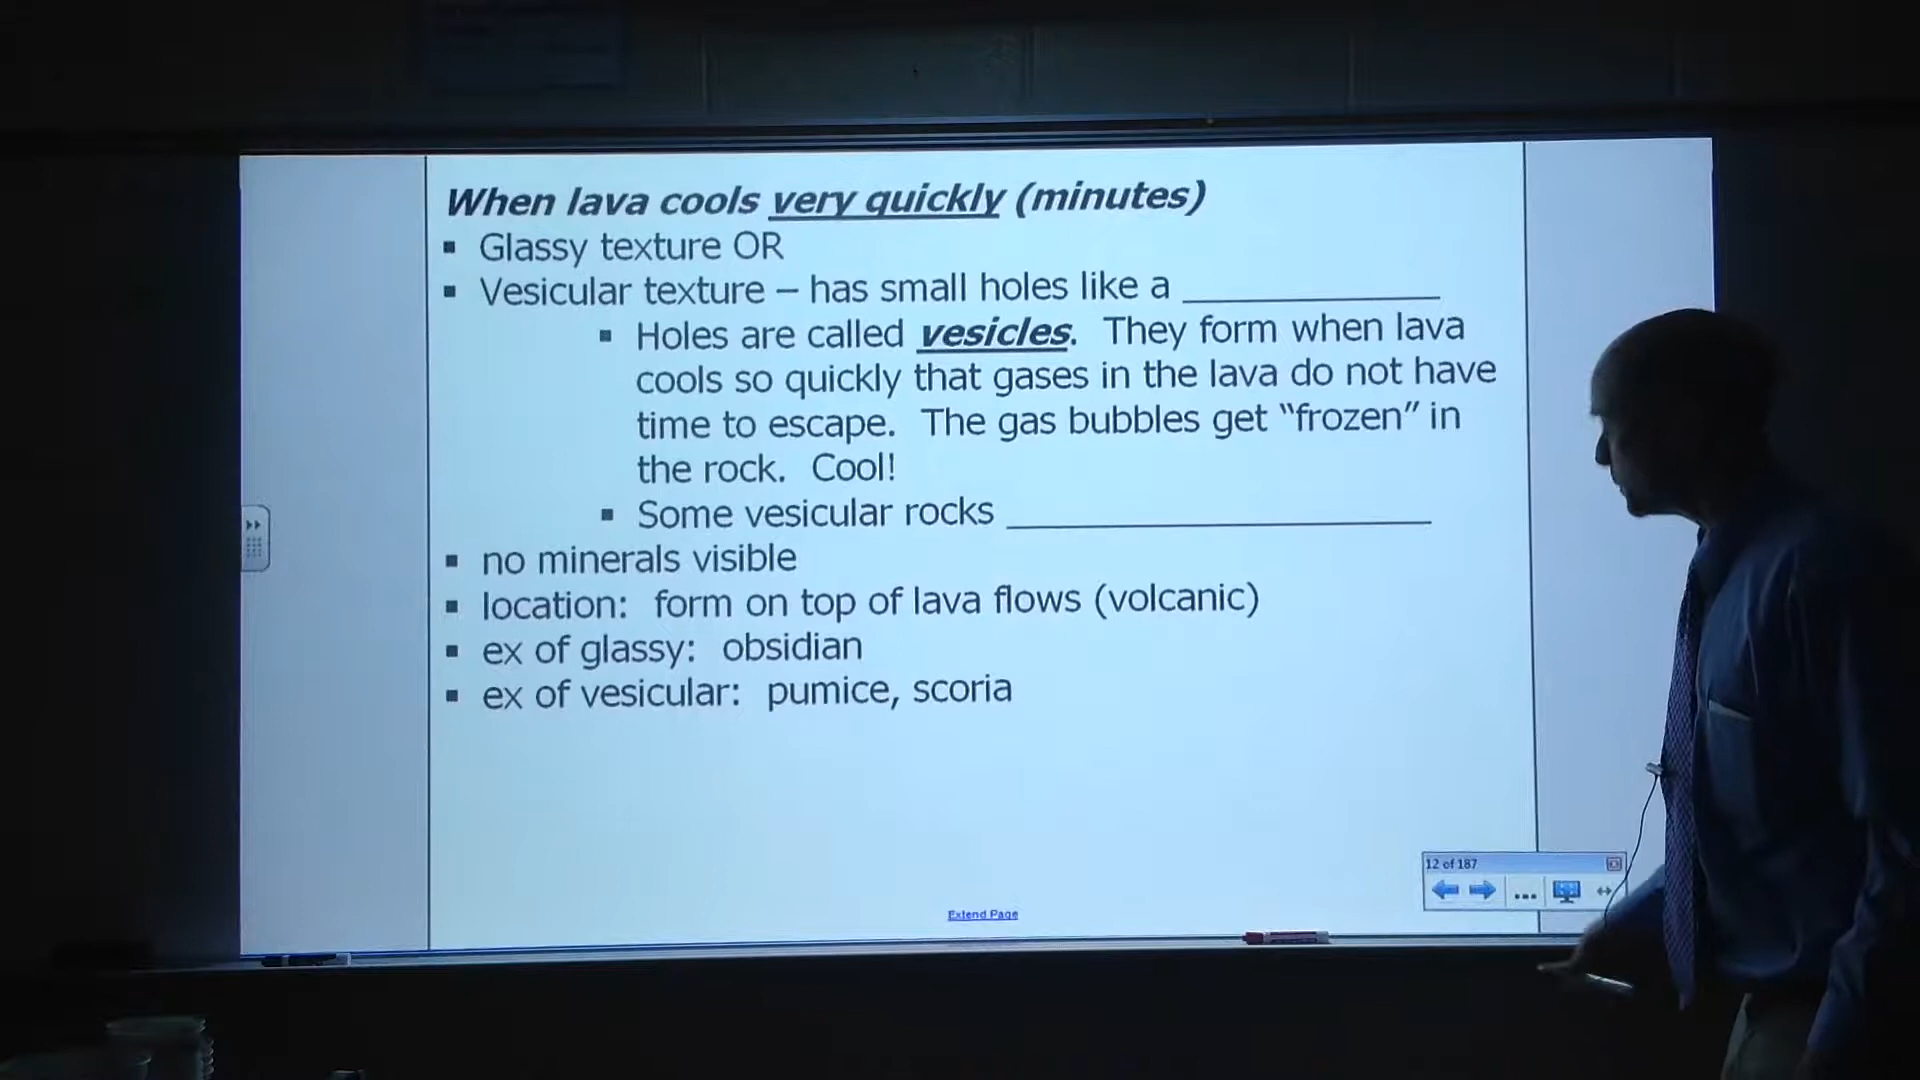 When lava cools very quickly (minutes)
▪ Glassy texture OR
▪ Vesicular texture – has small holes like a ______________
▪ Holes are called vesicles. They form when lava
cools so quickly that gases in the lava do not have
time to escape. The gas bubbles get “frozen” in
the rock. Cool!
▪ Some vesicular rocks _______________________
▪ no minerals visible
▪ location: form on top of lava flows (volcanic)
▪ ex of glassy: obsidian
▪ ex of vesicular: pumice, scoria
12 of 187
...
Extend Page